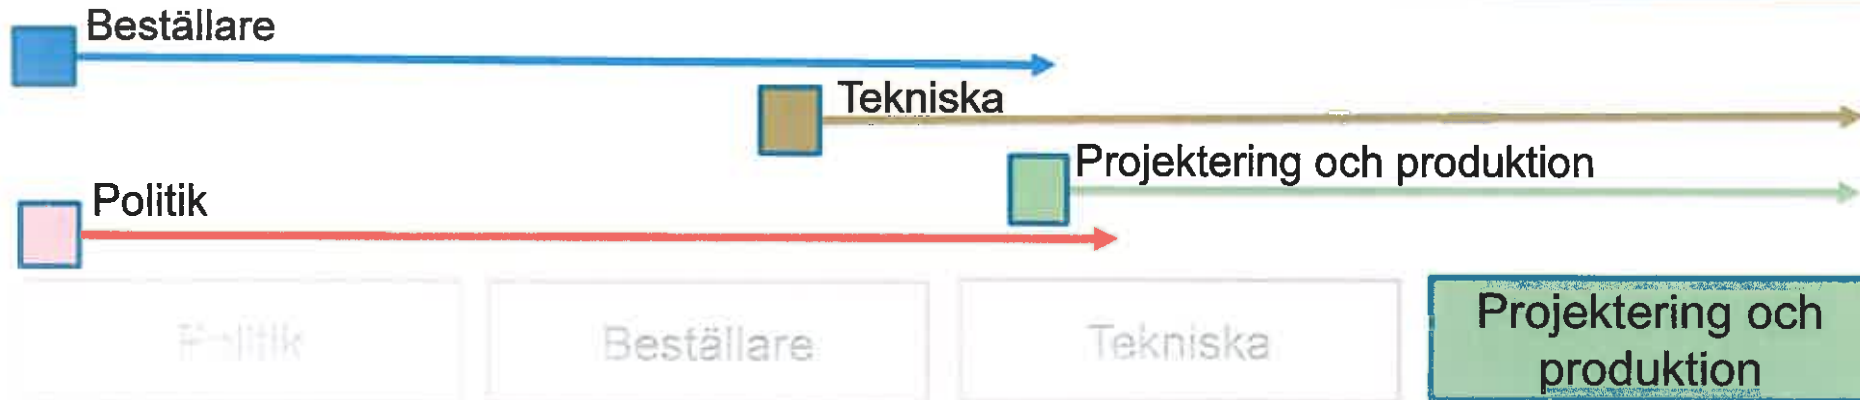 Beställare
Tekniska
Projektering och produktion
Politik
Politik
Beställare
Tekniska
Projektering och
produktion